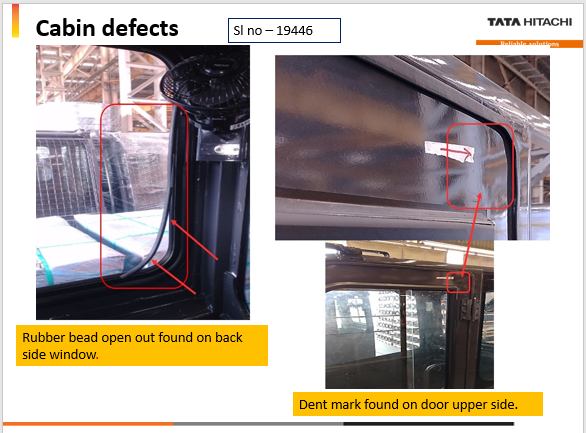 Cabin defects
Sl no – 19446
TATA HITACHI
Reliable solutions
Rubber bead open out found on back
side window.
Dent mark found on door upper side.